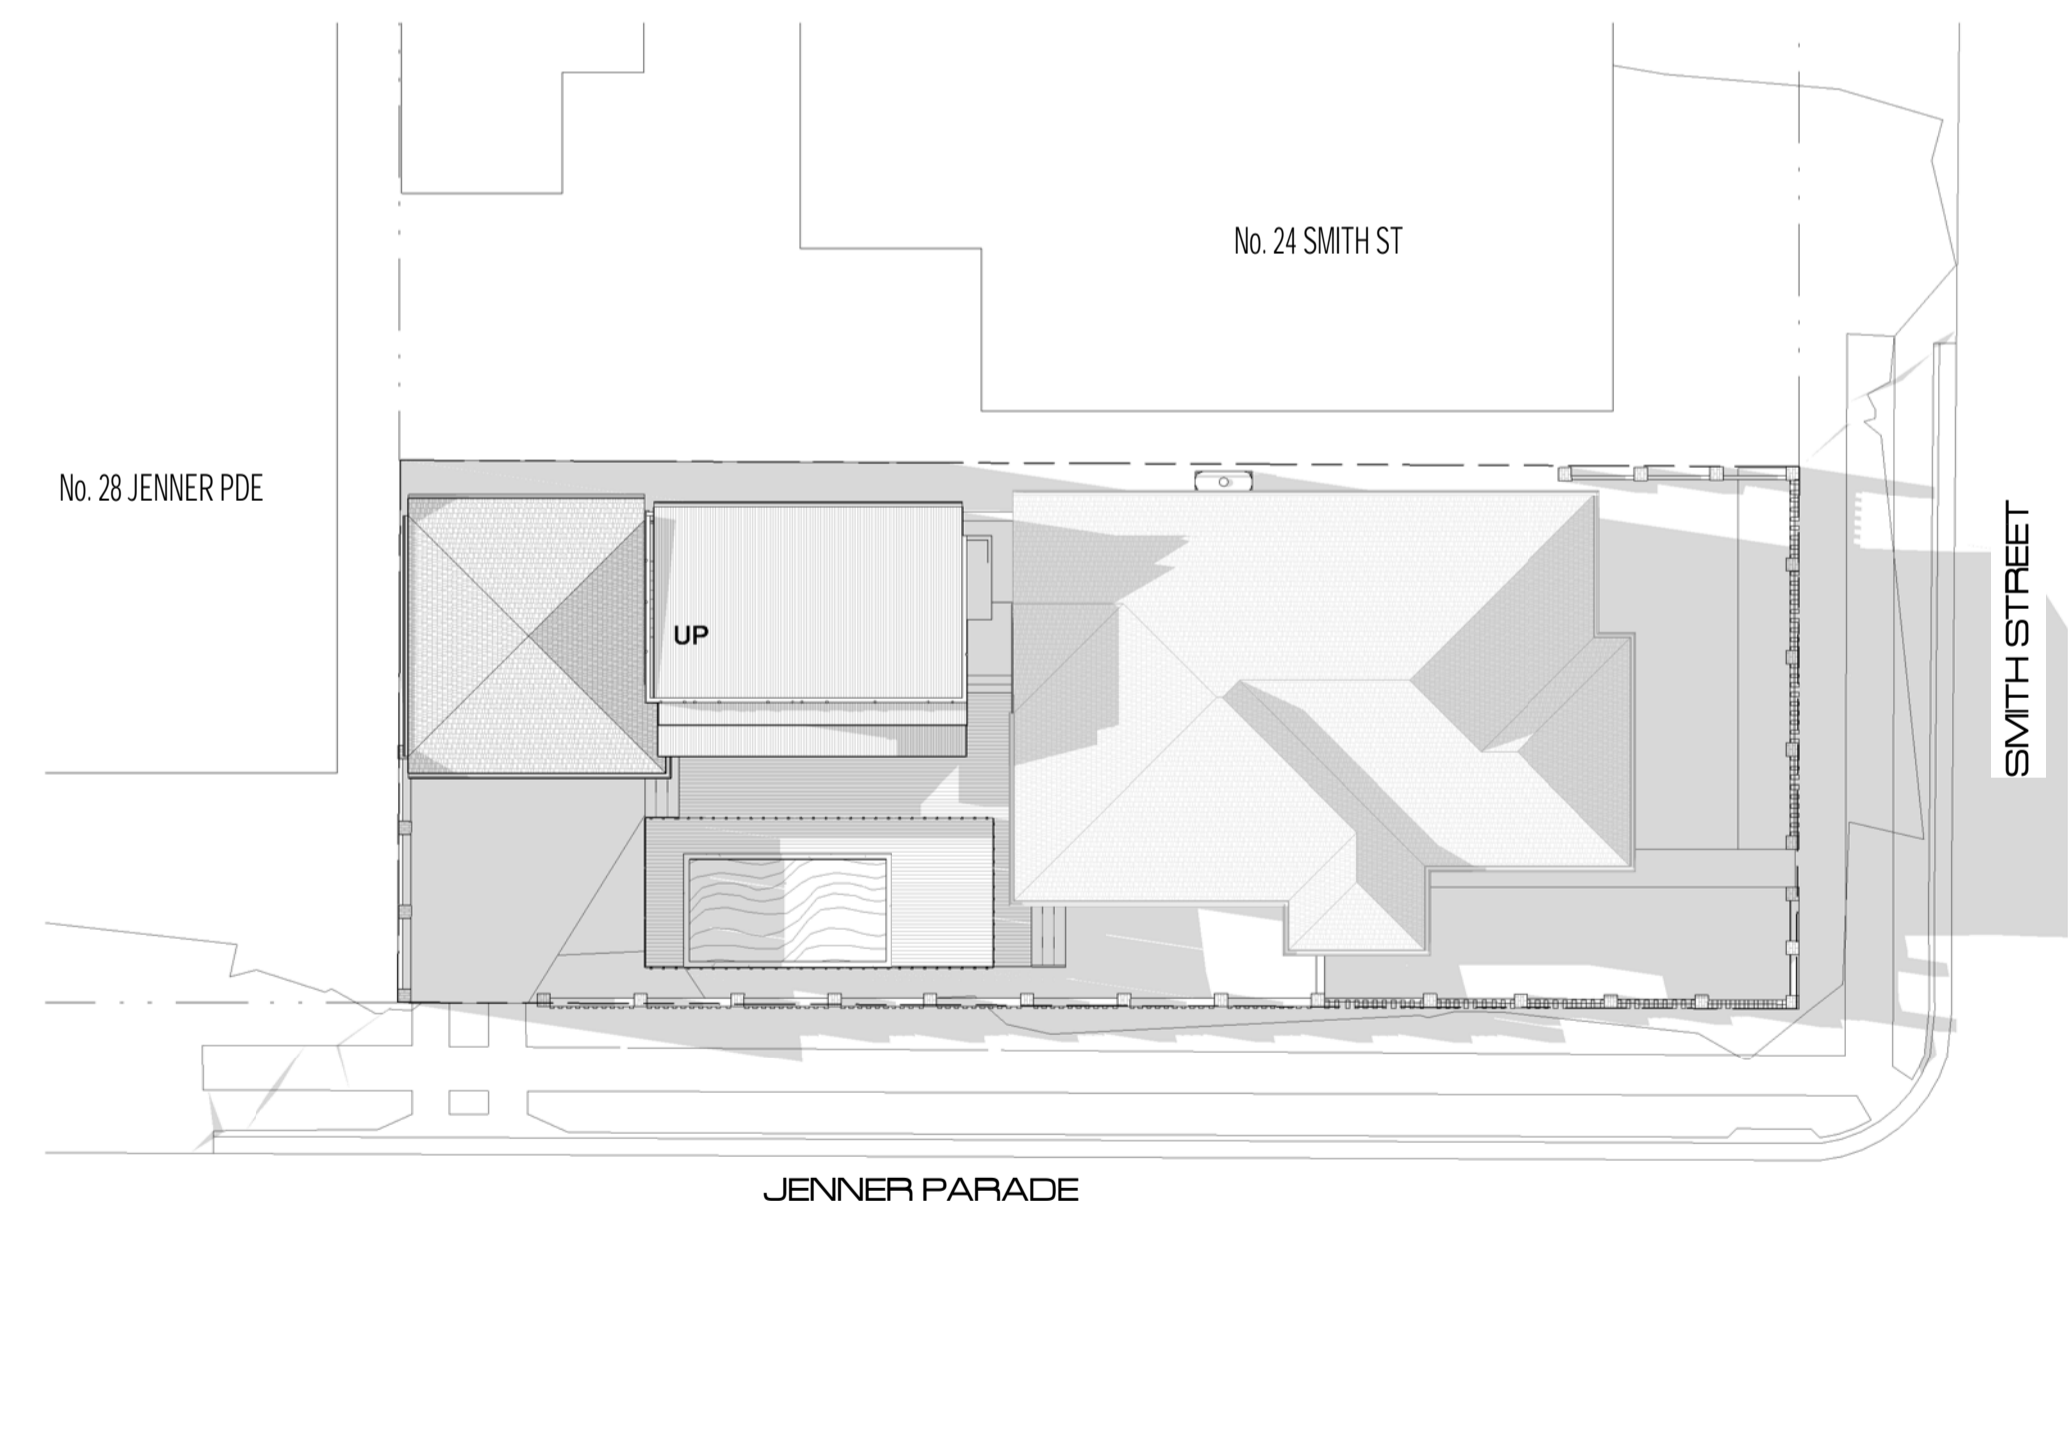 No. 24 SMITH ST
No. 28 JENNER PDE
SMITH STREET
UP
JENNER PARADE